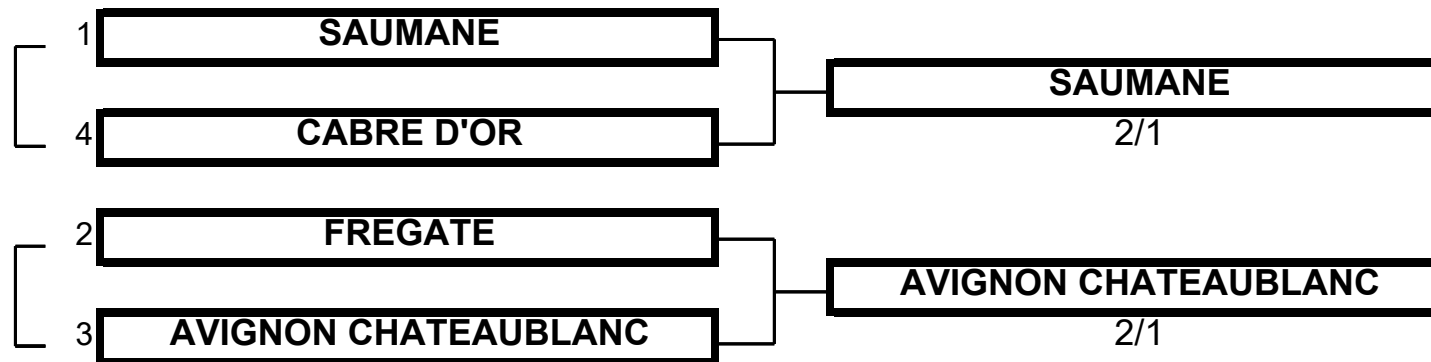 1 SAUMANE
SAUMANE
4 CABRE D'OR
2/1
2 FREGATE
AVIGNON CHATEAUBLANC
3 AVIGNON CHATEAUBLANC
2/1